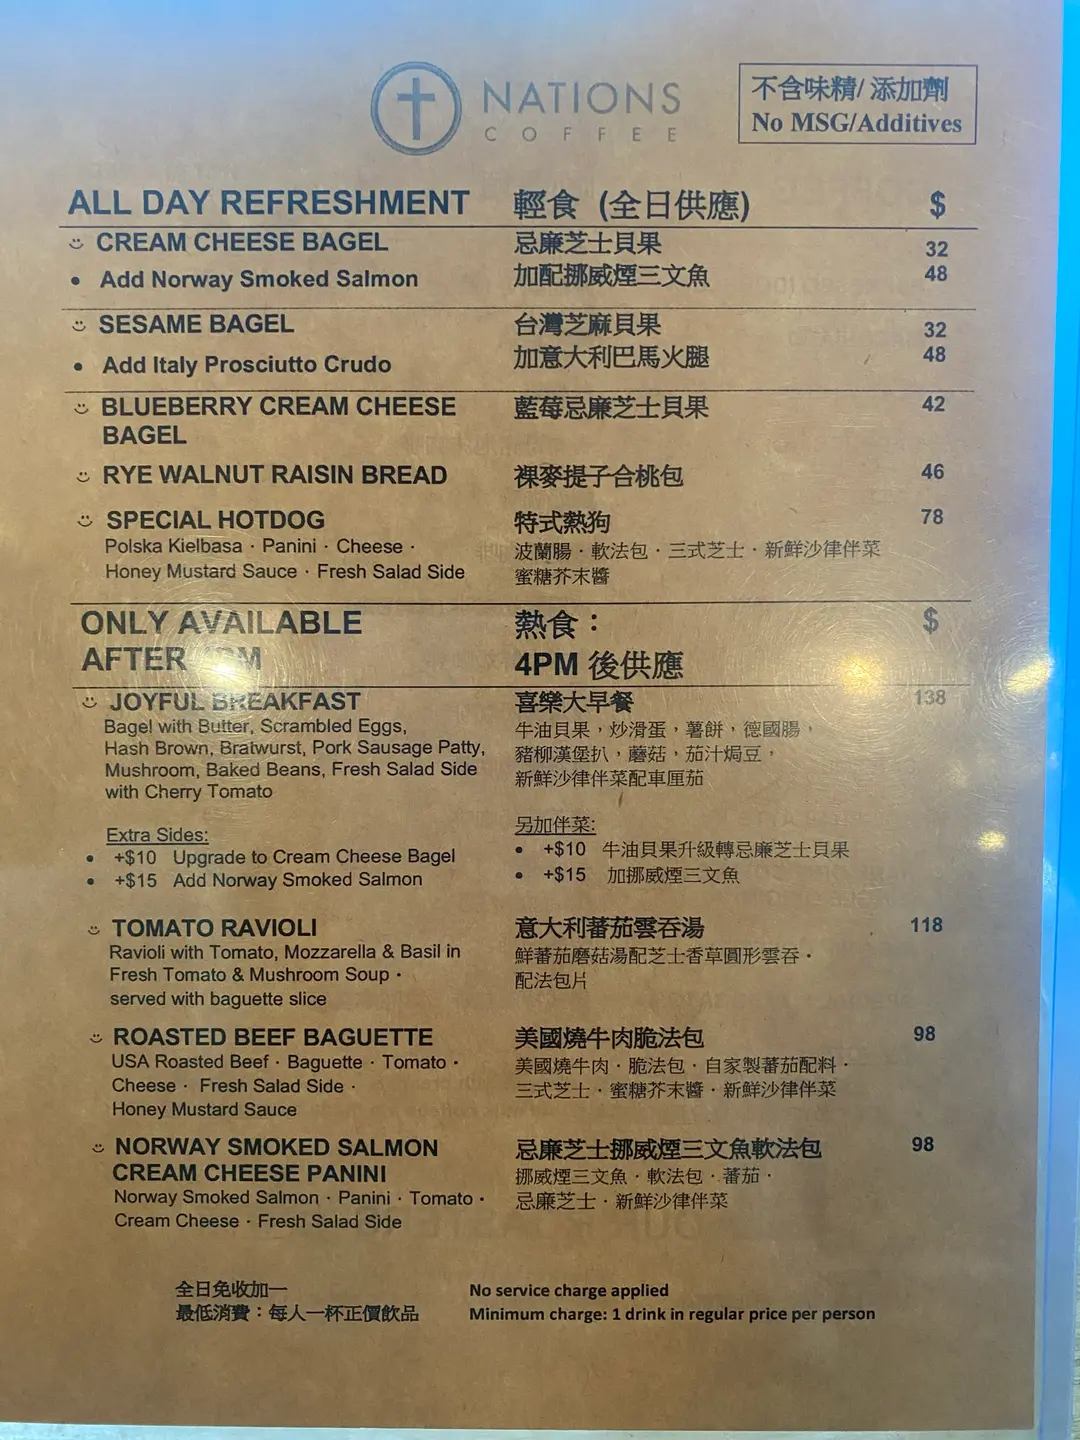 NATIONS
COFFEE
不含味精/ 添加劑
No MSG/Additives
ALL DAY REFRESHMENT 輕食 (全日供應) $
CREAM CHEESE BAGEL 忌廉芝士貝果 32
• Add Norway Smoked Salmon 加配挪威煙三文魚 48
SESAME BAGEL 台灣芝麻貝果 32
• Add Italy Prosciutto Crudo 加意大利巴馬火腿 48
BLUEBERRY CREAM CHEESE 藍莓忌廉芝士貝果 42
BAGEL
RYE WALNUT RAISIN BREAD 裸麥提子合桃包 46
SPECIAL HOTDOG 特式熱狗 78
Polska Kielbasa · Panini · Cheese · 波蘭腸 · 軟法包 · 三式芝士 · 新鮮沙律伴菜
Honey Mustard Sauce · Fresh Salad Side 蜜糖芥末醬
ONLY AVAILABLE 熱食： $
AFTER 4PM 4PM 後供應
JOYFUL BREAKFAST 喜樂大早餐 138
Bagel with Butter, Scrambled Eggs, 牛油貝果，炒滑蛋，薯餅，德國腸，
Hash Brown, Bratwurst, Pork Sausage Patty, 豬柳漢堡扒，蘑菇，茄汁焗豆，
Mushroom, Baked Beans, Fresh Salad Side 新鮮沙律伴菜配車厘茄
with Cherry Tomato
Extra Sides: 另加伴菜:
• +$10 Upgrade to Cream Cheese Bagel • +$10 牛油貝果升級轉忌廉芝士貝果
• +$15 Add Norway Smoked Salmon • +$15 加挪威煙三文魚
TOMATO RAVIOLI 意大利蕃茄雲吞湯 118
Ravioli with Tomato, Mozzarella & Basil in 鮮蕃茄磨菇湯配芝士香草圓形雲吞 ·
Fresh Tomato & Mushroom Soup · 配法包片
served with baguette slice
ROASTED BEEF BAGUETTE 美國燒牛肉脆法包 98
USA Roasted Beef · Baguette · Tomato · 美國燒牛肉 · 脆法包 · 自家製蕃茄配料 ·
Cheese · Fresh Salad Side · 三式芝士 · 蜜糖芥末醬 · 新鮮沙律伴菜
Honey Mustard Sauce
NORWAY SMOKED SALMON 忌廉芝士挪威煙三文魚軟法包 98
CREAM CHEESE PANINI 挪威煙三文魚 · 軟法包 · 蕃茄 ·
Norway Smoked Salmon · Panini · Tomato · 忌廉芝士 · 新鮮沙律伴菜
Cream Cheese · Fresh Salad Side
全日免收加一 No service charge applied
最低消費：每人一杯正價飲品 Minimum charge: 1 drink in regular price per person